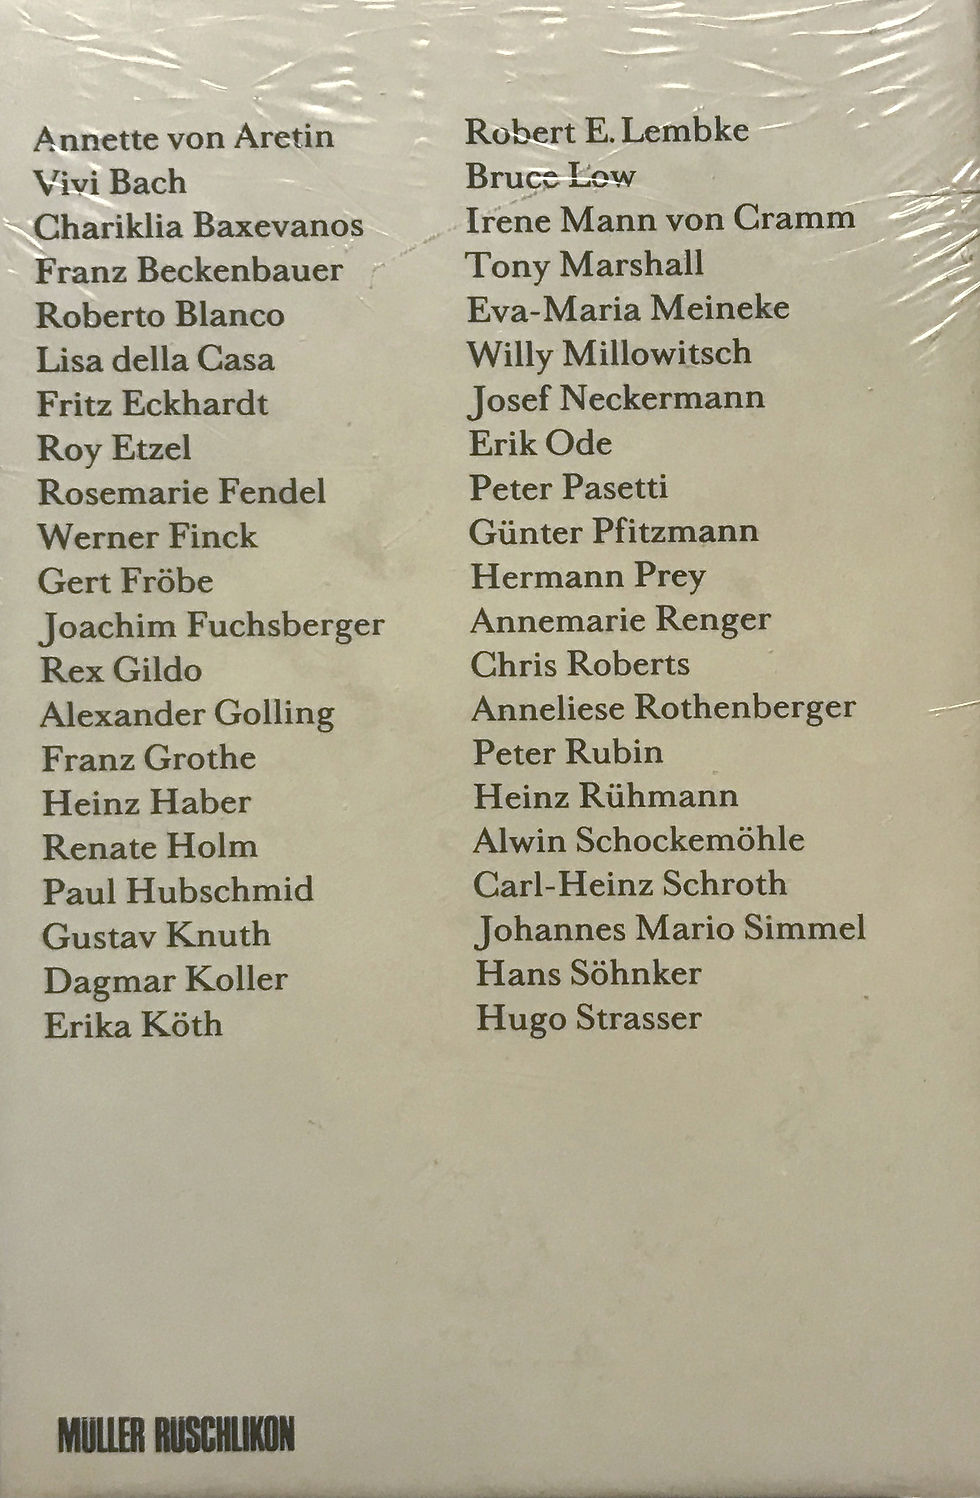 Annette von Aretin
Vivi Bach
Chariklia Baxevanos
Franz Beckenbauer
Roberto Blanco
Lisa della Casa
Fritz Eckhardt
Roy Etzel
Rosemarie Fendel
Werner Finck
Gert Fröbe
Joachim Fuchsberger
Rex Gildo
Alexander Golling
Franz Grothe
Heinz Haber
Renate Holm
Paul Hubschmid
Gustav Knuth
Dagmar Koller
Erika Köth
Robert E. Lembke
Bruce Low
Irene Mann von Cramm
Tony Marshall
Eva-Maria Meineke
Willy Millowitsch
Josef Neckermann
Erik Ode
Peter Pasetti
Günter Pfitzmann
Hermann Prey
Annemarie Renger
Chris Roberts
Anneliese Rothenberger
Peter Rubin
Heinz Rühmann
Alwin Schockemöhle
Carl-Heinz Schroth
Johannes Mario Simmel
Hans Söhnker
Hugo Strasser
MÜLLER RÜSCHLIKON